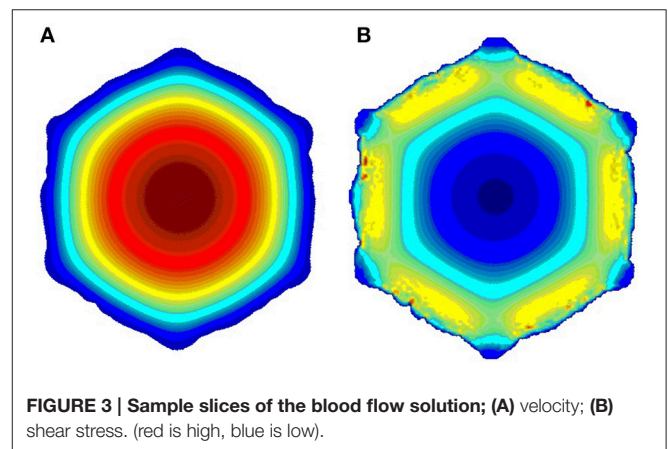 A
B
FIGURE 3 | Sample slices of the blood flow solution; (A) velocity; (B)
shear stress. (red is high, blue is low).